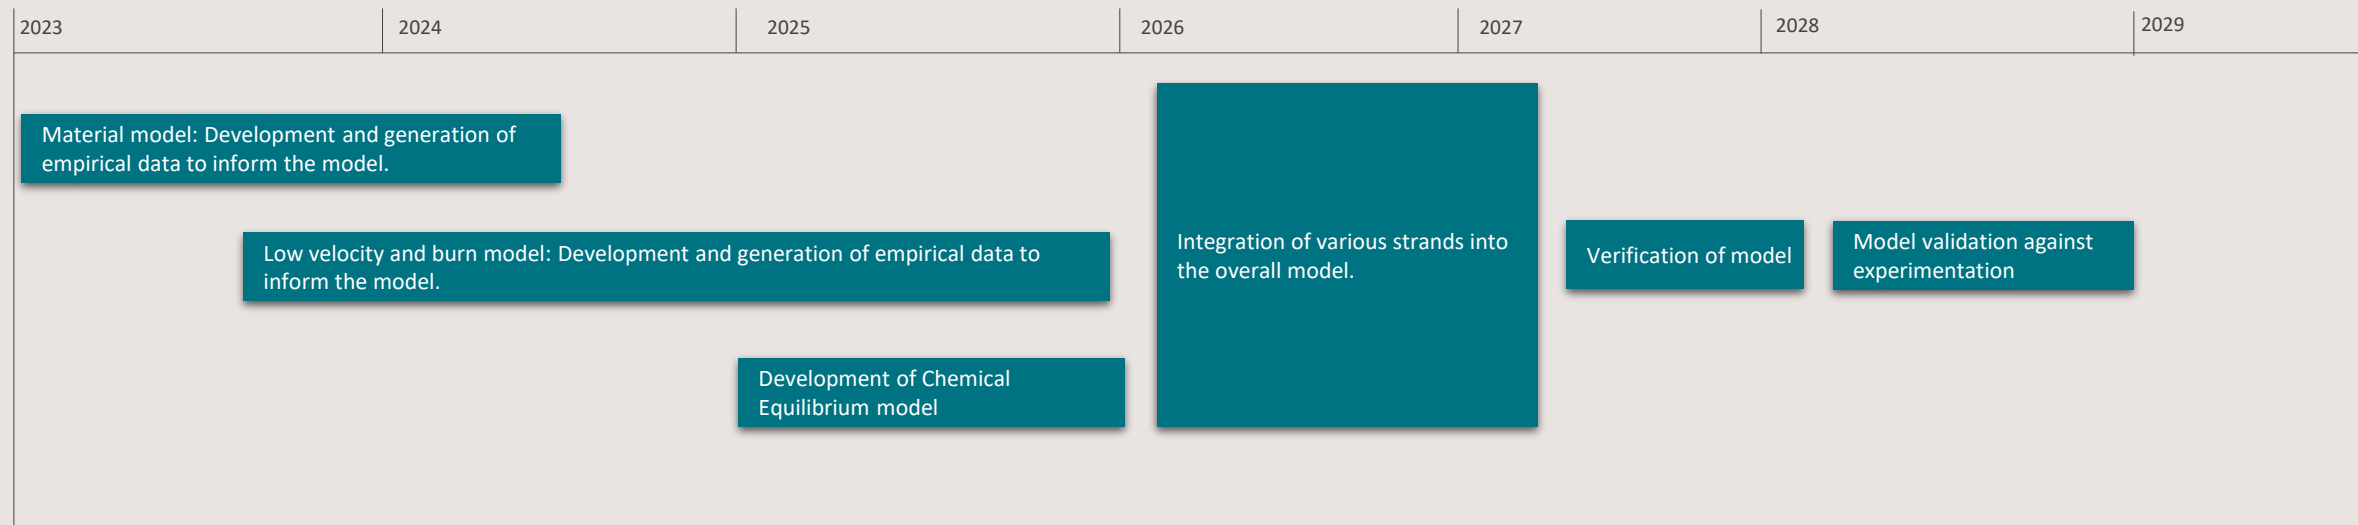 2023
2024
2025
2026
2027
2028
2029
Material model: Development and generation of
empirical data to inform the model.
Low velocity and burn model: Development and generation of empirical data to
inform the model.
Development of Chemical
Equilibrium model
Integration of various strands into
the overall model.
Verification of model
Model validation against
experimentation